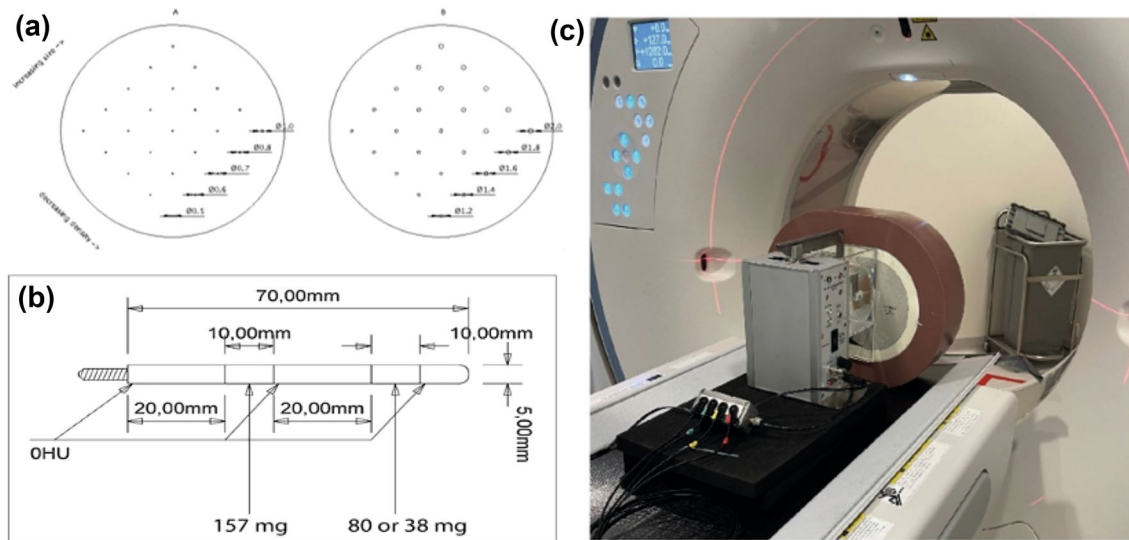 (a)
A
B
increasing size -->
decreasing density -->
Ø1.0
Ø0.8
Ø0.7
Ø0.6
Ø0.5
Ø2.0
Ø1.8
Ø1.6
Ø1.4
Ø1.2
(b)
70,00mm
10,00mm
10,00mm
20,00mm
20,00mm
5,00mm
0HU
157 mg
80 or 38 mg
(c)